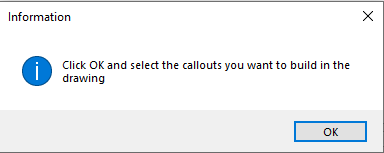 Information
Click OK and select the callouts you want to build in the
drawing
OK